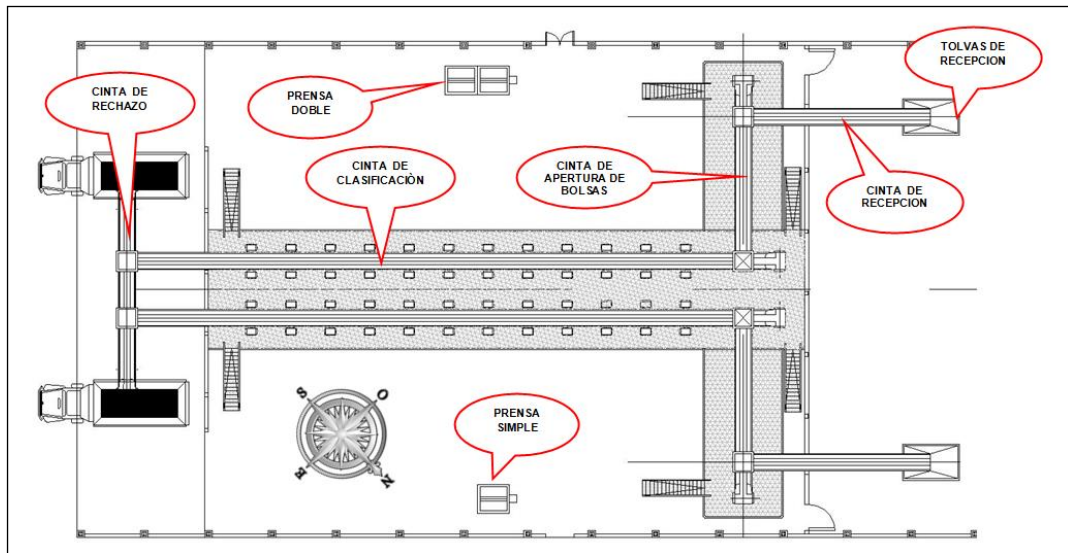 TOLVAS DE
RECEPCION
CINTA DE
RECHAZO
PRENSA
DOBLE
CINTA DE
CLASIFICACIÒN
CINTA DE
APERTURA DE
BOLSAS
CINTA DE
RECEPCION
PRENSA
SIMPLE
S
O
E
N